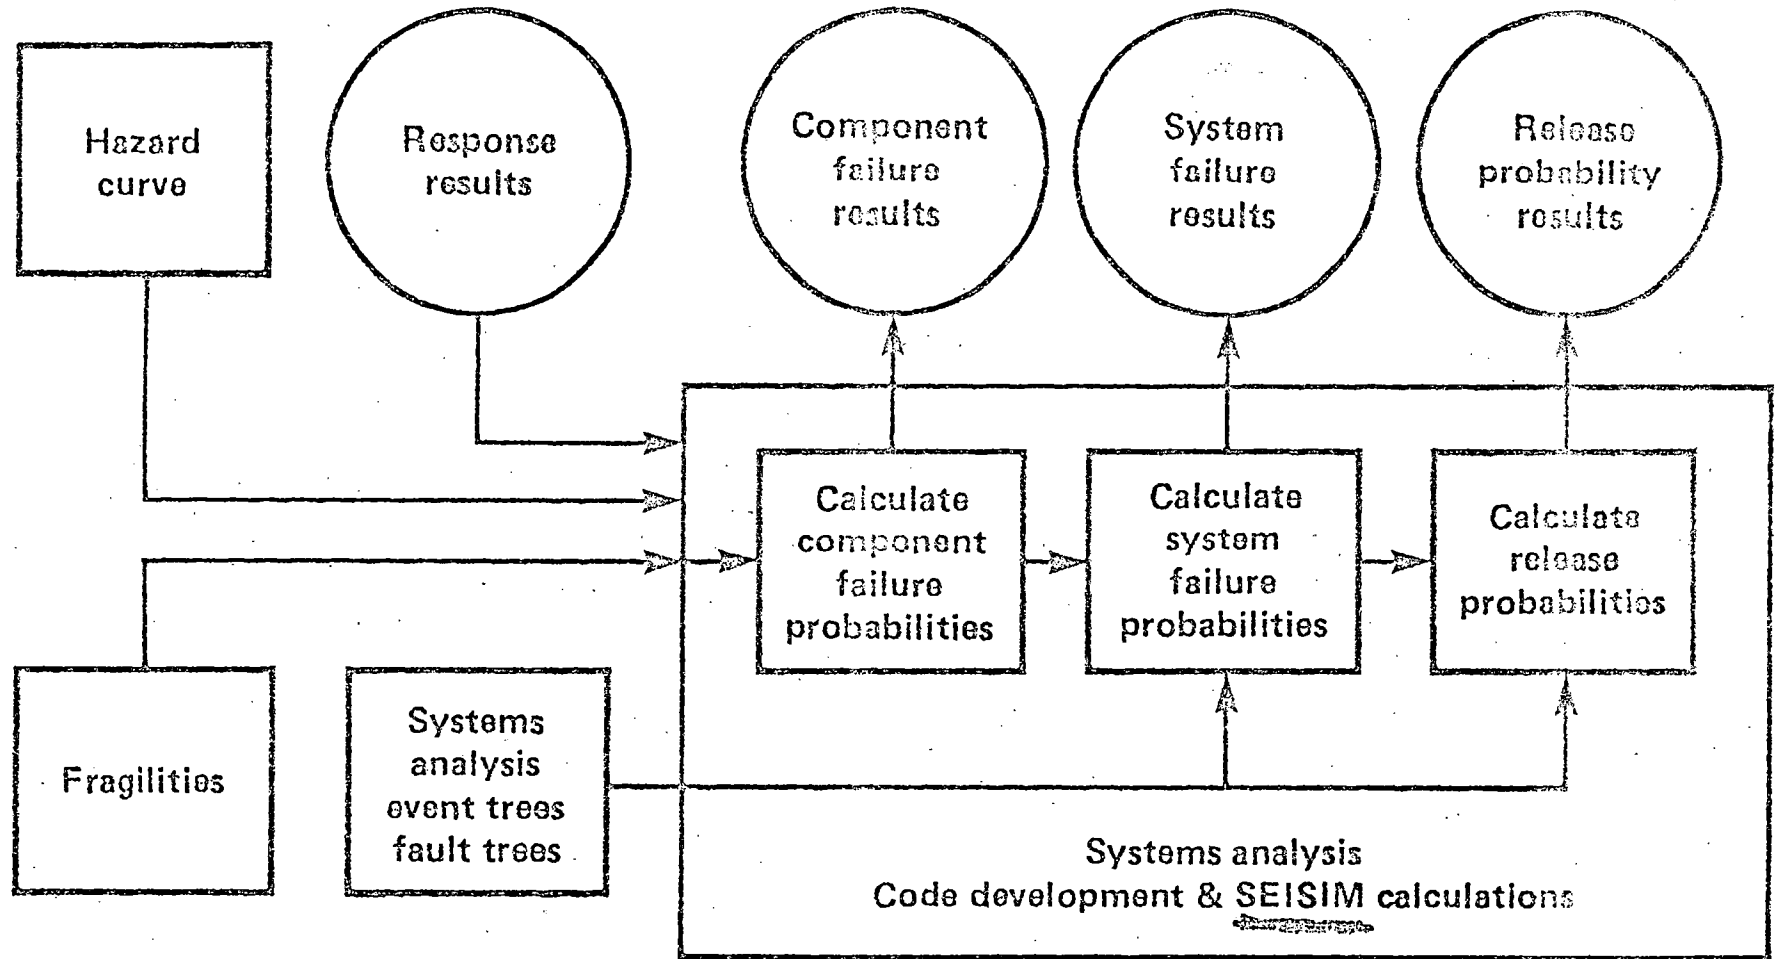 Hazard
curve
Response
results
Component
failure
results
System
failure
results
Release
probability
results
Calculate
component
failure
probabilities
Calculate
system
failure
probabilities
Calculate
release
probabilities
Fragilities
Systems
analysis
event trees
fault trees
Systems analysis
Code development & SEISIM calculations